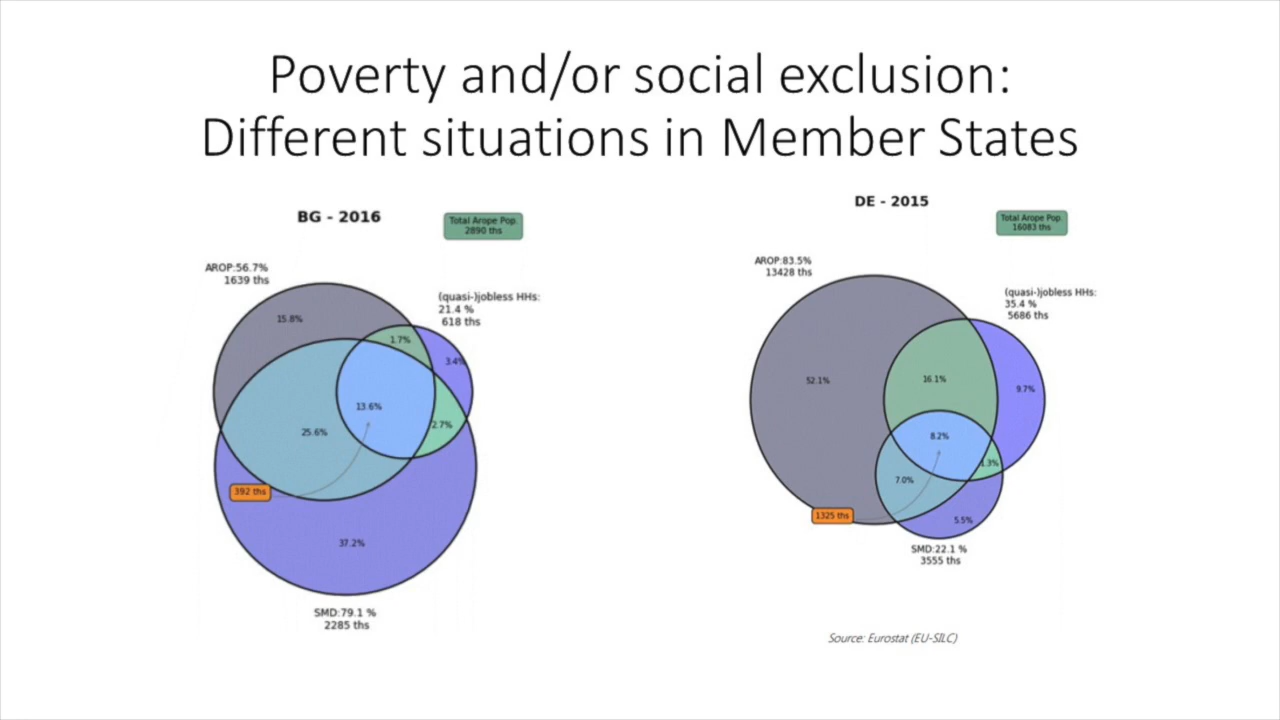 Poverty and/or social exclusion:
Different situations in Member States
BG - 2016
Total Arope Pop.
2890 ths
AROP:56.7%
1639 ths
(quasi-)jobless HHs:
21.4 %
618 ths
15.8%
1.7%
3.4%
13.6%
25.6%
2.7%
392 ths
37.2%
SMD:79.1 %
2285 ths
DE - 2015
Total Arope Pop.
16083 ths
AROP:83.5%
13428 ths
(quasi-)jobless HHs:
35.4 %
5686 ths
52.1%
16.1%
9.7%
8.2%
1.3%
7.0%
1325 ths
5.5%
SMD:22.1 %
3555 ths
Source: Eurostat (EU-SILC)